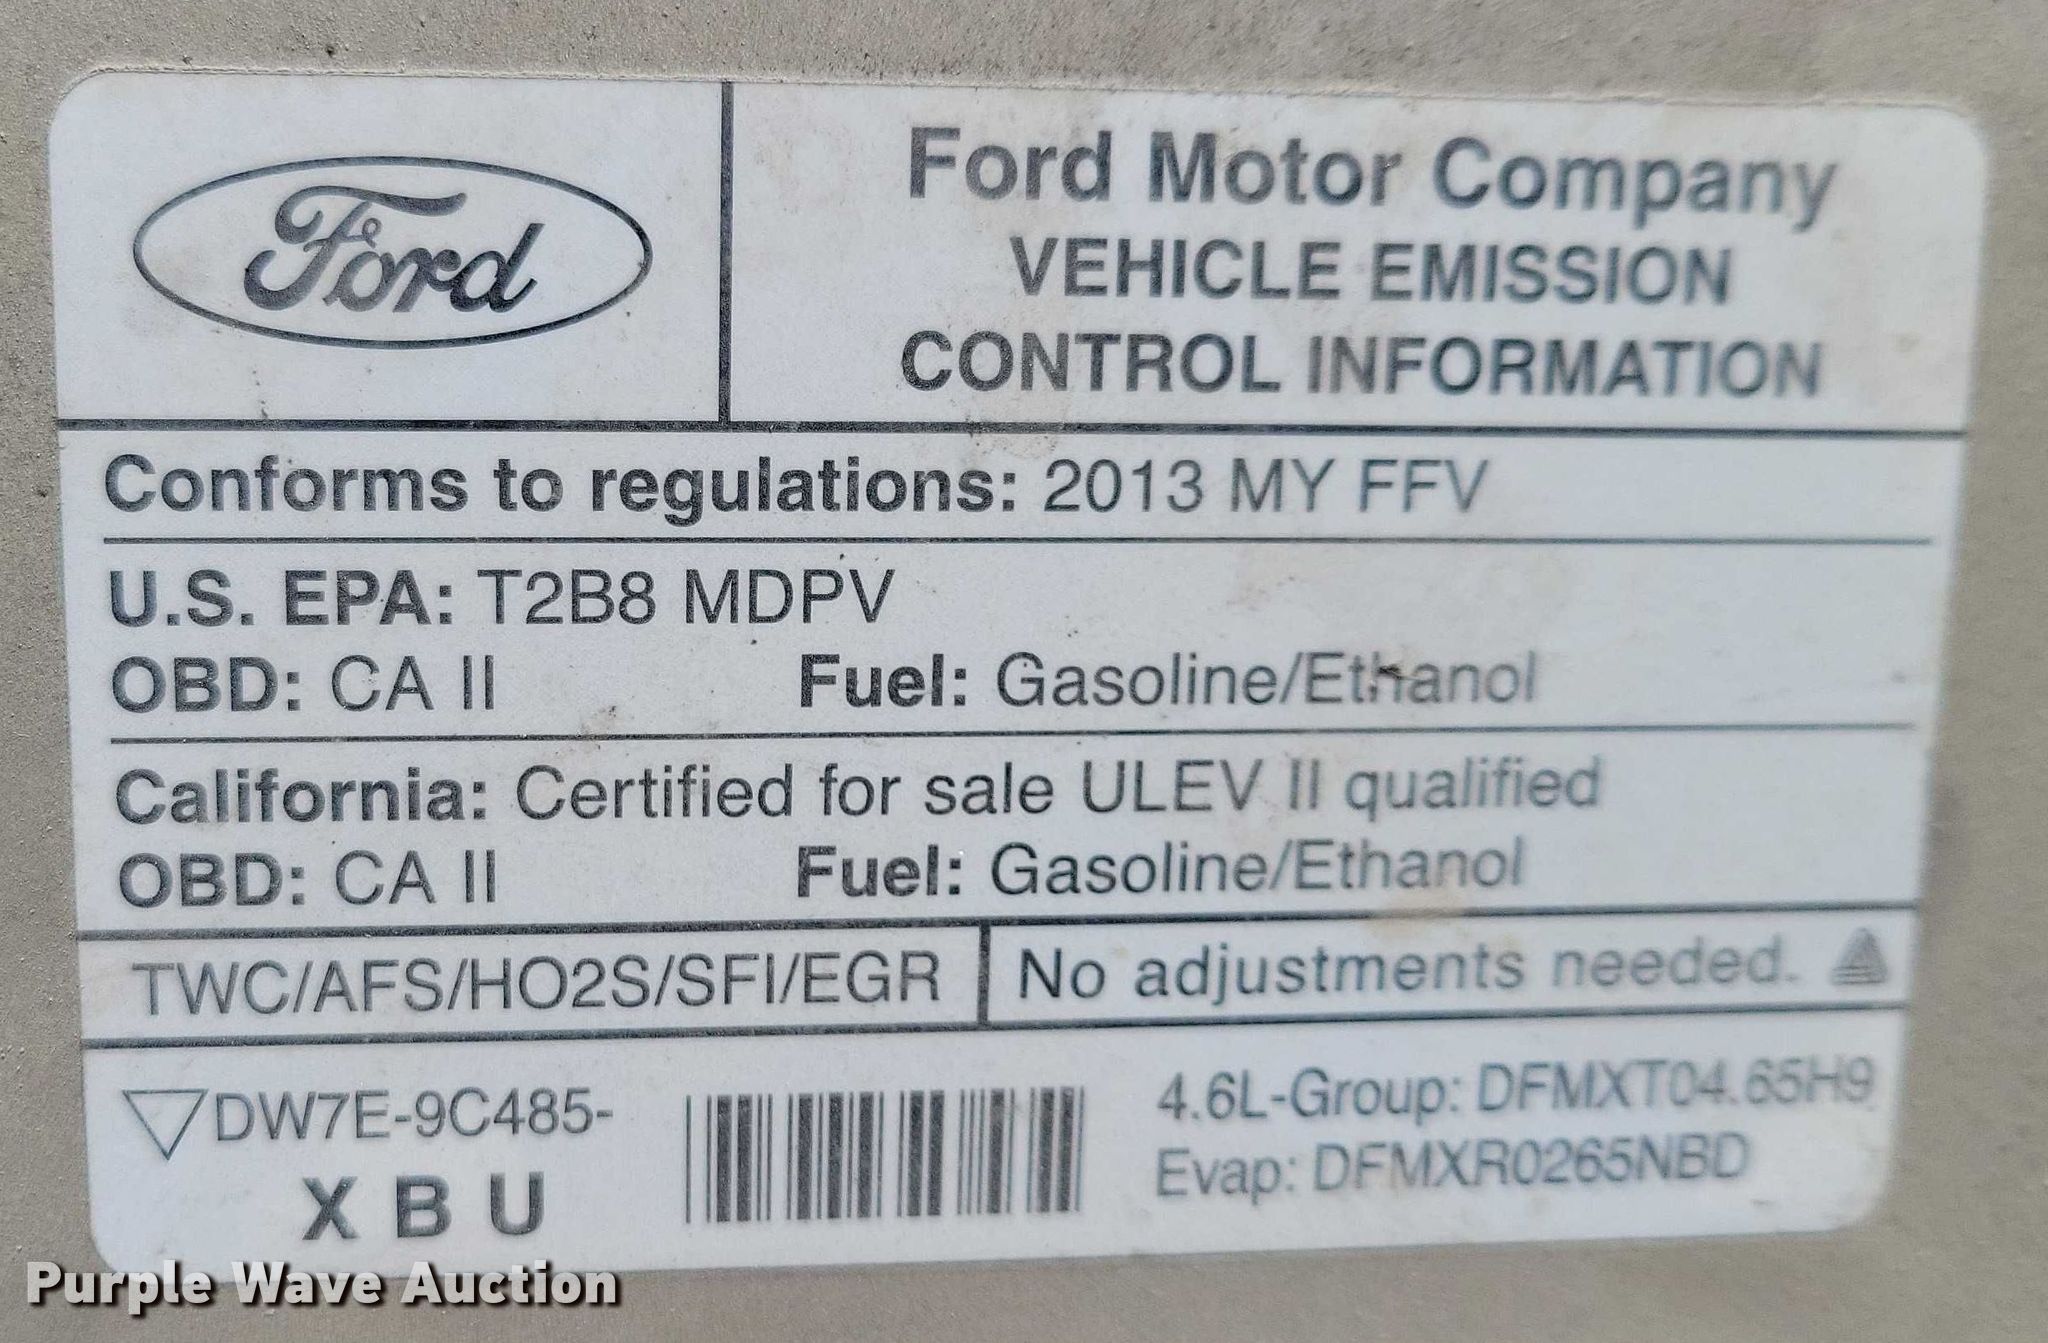 Ford
Ford Motor Company
VEHICLE EMISSION
CONTROL INFORMATION
Conforms to regulations: 2013 MY FFV
U.S. EPA: T2B8 MDPV
OBD: CA II Fuel: Gasoline/Ethanol
California: Certified for sale ULEV II qualified
OBD: CA II Fuel: Gasoline/Ethanol
TWC/AFS/HO2S/SFI/EGR
No adjustments needed.
DW7E-9C485-
X B U
4.6L-Group: DFMXT04.65H9
Evap: DFMXR0265NBD
Purple Wave Auction